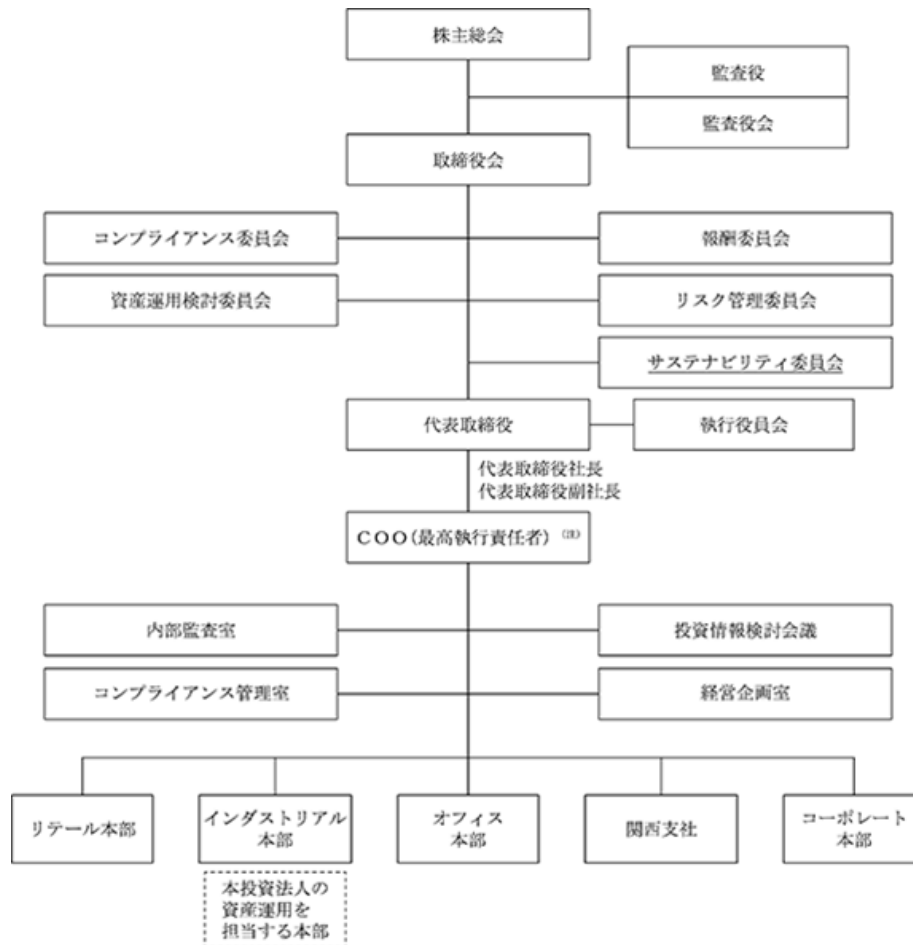 株主総会
監査役
監査役会
取締役会
コンプライアンス委員会
報酬委員会
資産運用検討委員会
リスク管理委員会
サステナビリティ委員会
代表取締役
執行役員会
代表取締役社長
代表取締役副社長
COO(最高執行責任者) (注)
内部監査室
投資情報検討会議
コンプライアンス管理室
経営企画室
リテール本部
インダストリアル
本部
オフィス
本部
関西支社
コーポレート
本部
本投資法人の
資産運用を
担当する本部